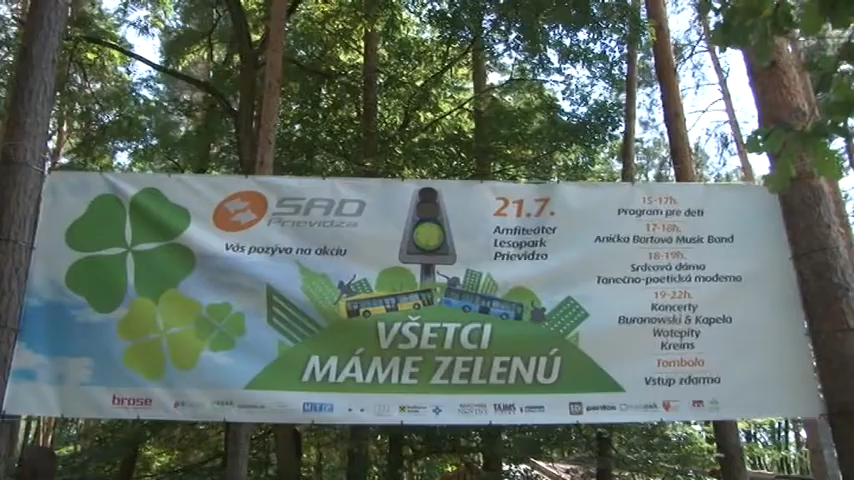 SAD
Prievidza
Vás pozýva na akciu
21.7.
Amfiteáter
Lesopark
Prievidza
VŠETCI
MÁME ZELENÚ
15-17h.
Program pre deti
17-18h.
Anička Bartová Music Band
18-19h.
Srdcová dáma
Tanečno-poetická moderna
19-22h.
Koncerty
Buranowski & Kapela
Wotepity
Kreins
Tombola
Vstup zdarma
brose